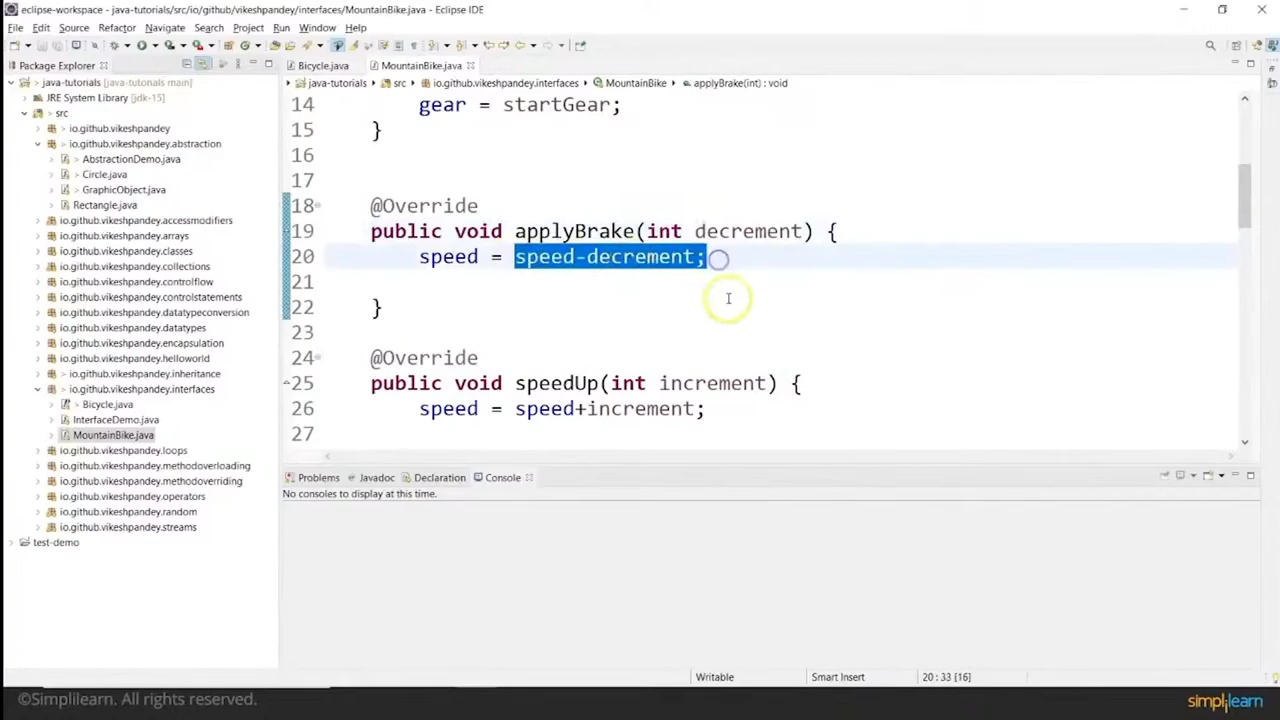 eclipse-workspace - java-tutorials/src/io/github/vikeshpandey/interfaces/MountainBike.java - Eclipse IDE
File Edit Source Refactor Navigate Search Project Run Window Help
Package Explorer
Bicycle.java
MountainBike.java
java-tutorials [java-tutorials main]
JRE System Library [jdk-15]
src
> io.github.vikeshpandey
> io.github.vikeshpandey.abstraction
> AbstractionDemo.java
> Circle.java
> GraphicObject.java
> Rectangle.java
io.github.vikeshpandey.accessmodifiers
io.github.vikeshpandey.arrays
io.github.vikeshpandey.classes
io.github.vikeshpandey.collections
io.github.vikeshpandey.controlflow
io.github.vikeshpandey.controlstatements
io.github.vikeshpandey.datatypeconversion
io.github.vikeshpandey.datatypes
io.github.vikeshpandey.encapsulation
io.github.vikeshpandey.helloworld
> io.github.vikeshpandey.inheritance
> io.github.vikeshpandey.interfaces
> Bicycle.java
InterfaceDemo.java
MountainBike.java
io.github.vikeshpandey.loops
io.github.vikeshpandey.methodoverloading
io.github.vikeshpandey.methodoverriding
io.github.vikeshpandey.operators
io.github.vikeshpandey.random
io.github.vikeshpandey.streams
test-demo
java-tutorials src io.github.vikeshpandey.interfaces MountainBike applyBrake(int) : void
14 gear = startGear;
15 }
16
17
18 @Override
19 public void applyBrake(int decrement) {
20 speed = speed-decrement;
21
22 }
23
24 @Override
25 public void speedUp(int increment) {
26 speed = speed+increment;
27
Problems Javadoc Declaration Console
No consoles to display at this time.
Writable Smart Insert 20 : 33 [16]
©Simplilearn. All rights reserved.
simplilearn